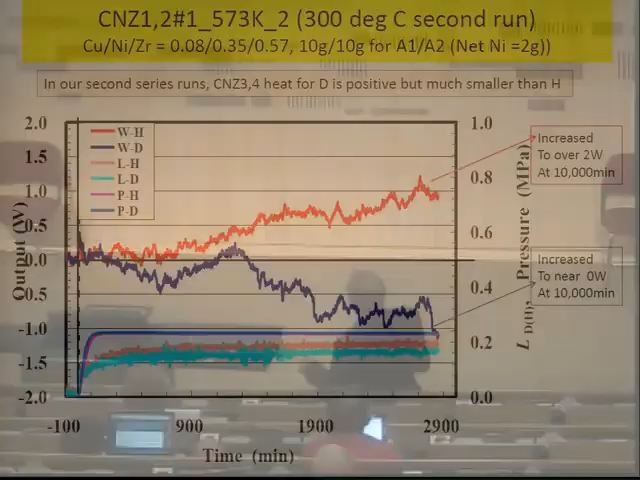 CNZ1,2#1_573K_2 (300 deg C second run)
Cu/Ni/Zr = 0.08/0.35/0.57, 10g/10g for A1/A2 (Net Ni =2g))
In our second series runs, CNZ3,4 heat for D is positive but much smaller than H
2.0
1.5
1.0
0.5
0.0
-0.5
-1.0
-1.5
-2.0
Output (W)
W-H
W-D
L-H
L-D
P-H
P-D
1.0
0.8
0.6
0.4
0.2
0.0
L D(H), Pressure (MPa)
Increased
To over 2W
At 10,000min
Increased
To near 0W
At 10,000min
-100
900
1900
2900
Time (min)